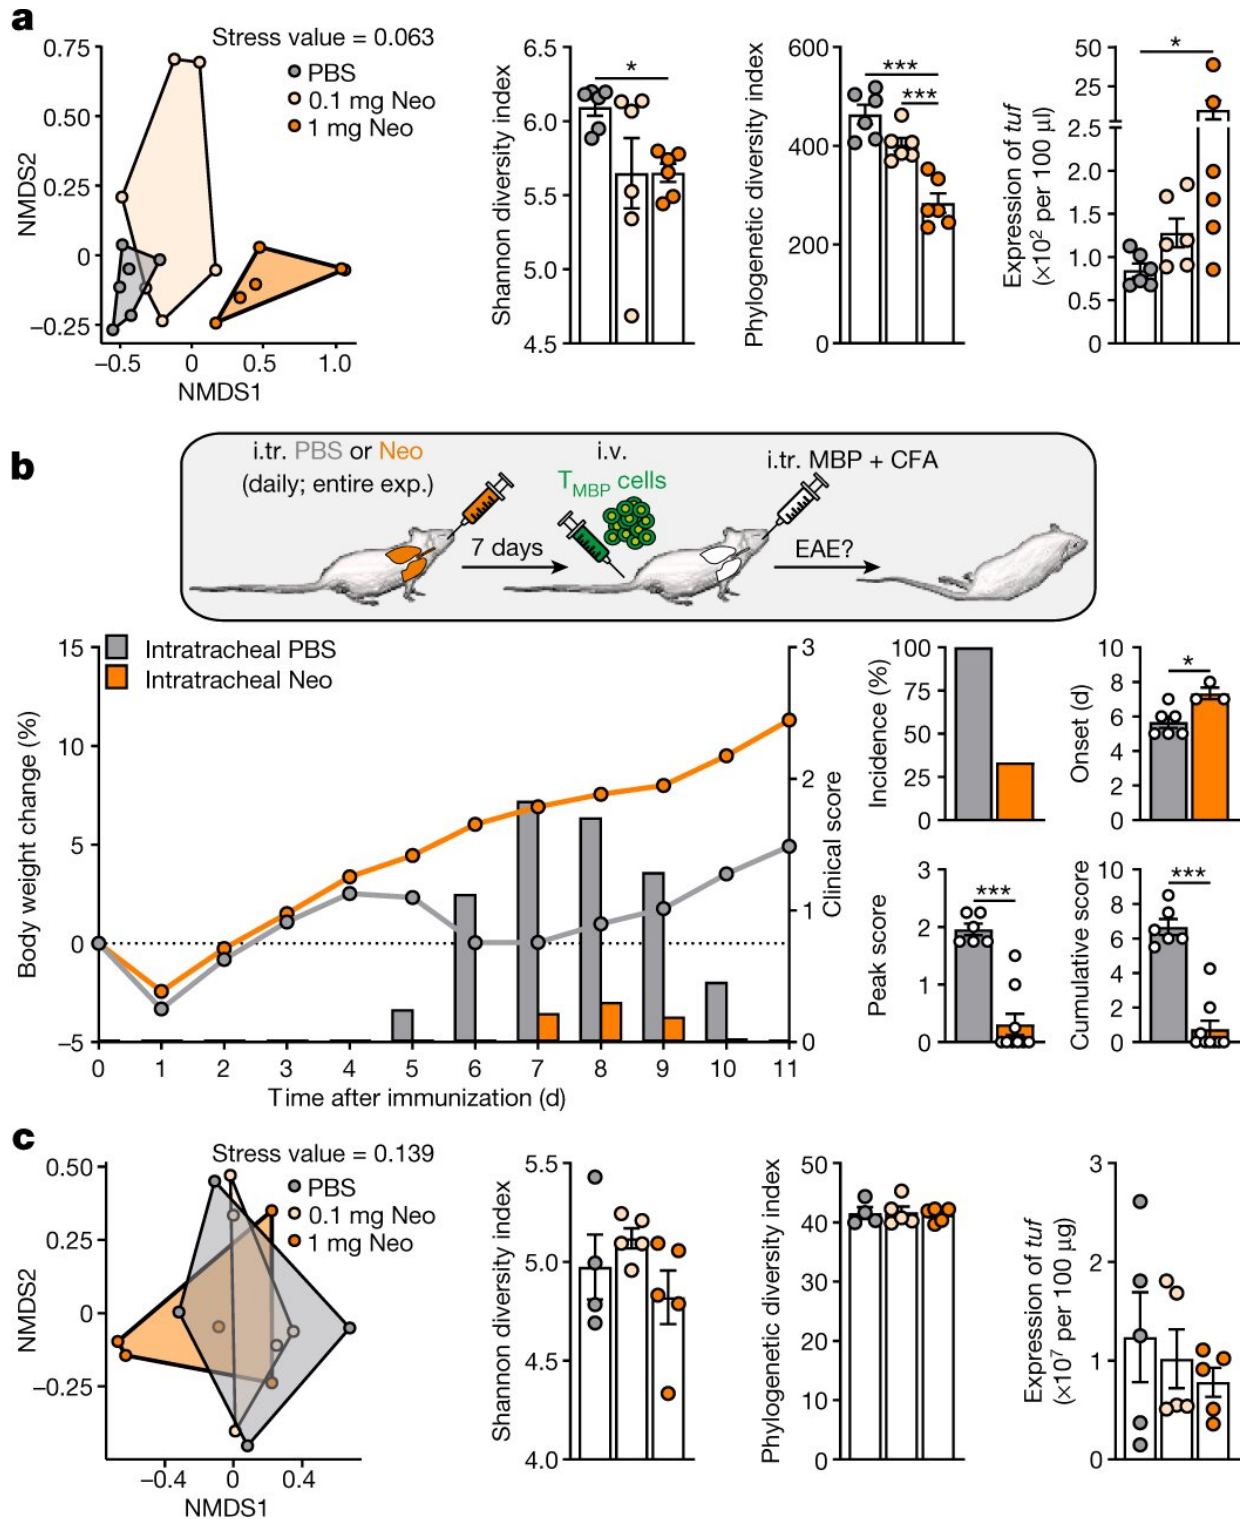 a
Stress value = 0.063
PBS
0.1 mg Neo
1 mg Neo
NMDS2
0.75
0.50
0.25
0
−0.25
−0.5
0
0.5
1.0
NMDS1
Shannon diversity index
6.5
6.0
5.5
5.0
4.5
*
Phylogenetic diversity index
600
400
200
0
***
***
Expression of tuf
(×10² per 100 µl)
50
25
2.5
2.0
1.5
1.0
0.5
0
*
b
i.tr. PBS or Neo
(daily; entire exp.)
7 days
i.v.
TMBP cells
i.tr. MBP + CFA
EAE?
Intratracheal PBS
Intratracheal Neo
Body weight change (%)
15
10
5
0
−5
0 1 2 3 4 5 6 7 8 9 10 11
Time after immunization (d)
3
2
1
0
Clinical score
Incidence (%)
100
75
50
25
0
Onset (d)
10
8
6
4
2
0
*
Peak score
3
2
1
0
***
Cumulative score
10
8
6
4
2
0
***
c
Stress value = 0.139
PBS
0.1 mg Neo
1 mg Neo
NMDS2
0.50
0.25
0
−0.25
−0.4
0
0.4
NMDS1
Shannon diversity index
5.5
5.0
4.5
4.0
Phylogenetic diversity index
50
40
30
20
10
0
Expression of tuf
(×10⁷ per 100 µg)
3
2
1
0